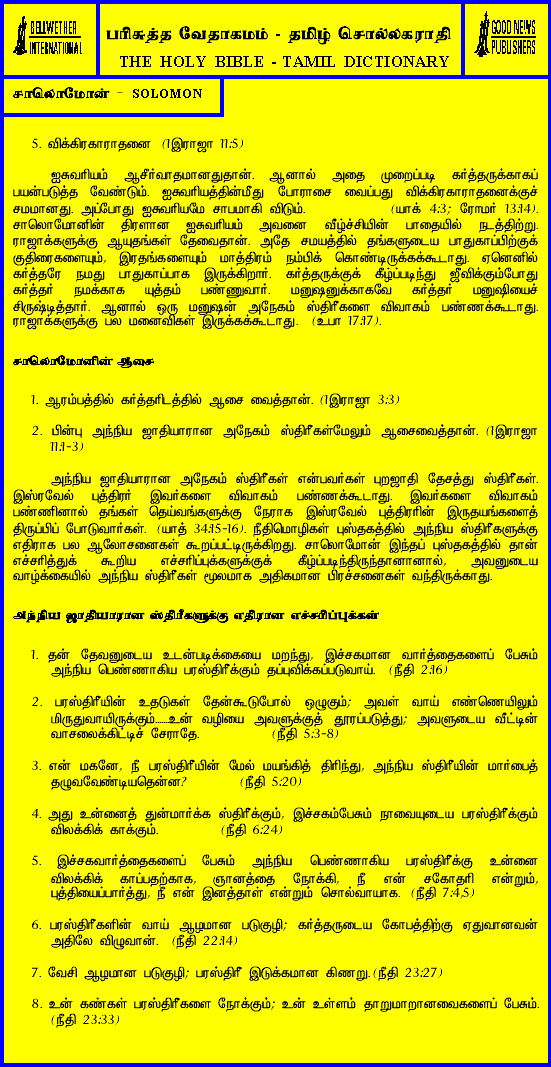 BELLWETHER
INTERNATIONAL
பரிசுத்த வேதாகமம் - தமிழ் சொல்லகராதி
THE HOLY BIBLE - TAMIL DICTIONARY
GOOD NEWS
PUBLISHERS
சாலொமோன் – SOLOMON
5. விக்கிரகாராதனை (1இராஜா 11:5)
ஐசுவரியம் ஆசீர்வாதமானதுதான். ஆனால் அதை முறைப்படி கர்த்தருக்காகப்
பயன்படுத்த வேண்டும். ஐசுவரியத்தின்மீது போராசை வைப்பது விக்கிரகாராதனைக்குச்
சமமானது. அப்போது ஐசுவரியமே சாபமாகி விடும். (யாக் 4:3; ரோமர் 13:14).
சாலொமோனின் திரளான ஐசுவரியம் அவனை வீழ்ச்சியின் பாதையில் நடத்திற்று.
ராஜாக்களுக்கு ஆயுதங்கள் தேவைதான். அதே சமயத்தில் தங்களுடைய பாதுகாப்பிற்குக்
குதிரைகளையும், இரதங்களையும் மாத்திரம் நம்பிக் கொண்டிருக்கக்கூடாது. ஏனெனில்
கர்த்தரே நமது பாதுகாப்பாக இருக்கிறார். கர்த்தருக்குக் கீழ்ப்படிந்து ஜீவிக்கும்போது
கர்த்தர் நமக்காக யுத்தம் பண்ணுவார். மனுஷனுக்காகவே கர்த்தர் மனுஷியைச்
சிருஷ்டித்தார். ஆனால் ஒரு மனுஷன் அநேகம் ஸ்திரீகளை விவாகம் பண்ணக்கூடாது.
ராஜாக்களுக்கு பல மனைவிகள் இருக்கக்கூடாது. (உபா 17:17).
சாலொமோனின் ஆசை
1. ஆரம்பத்தில் கர்த்தரிடத்தில் ஆசை வைத்தான். (1இராஜா 3:3)
2. பின்பு அந்நிய ஜாதியாரான அநேகம் ஸ்திரீகள்மேலும் ஆசைவைத்தான். (1இராஜா
11:1-3)
அந்நிய ஜாதியாரான அநேகம் ஸ்திரீகள் என்பவர்கள் புறஜாதி தேசத்து ஸ்திரீகள்.
இஸ்ரவேல் புத்திரர் இவர்களை விவாகம் பண்ணக்கூடாது. இவர்களை விவாகம்
பண்ணினால் தங்கள் தெய்வங்களுக்கு நேராக இஸ்ரவேல் புத்திரரின் இருதயங்களைத்
திருப்பிப் போடுவார்கள். (யாத் 34:15-16). நீதிமொழிகள் புஸ்தகத்தில் அந்நிய ஸ்திரீகளுக்கு
எதிராக பல ஆலோசனைகள் கூறப்பட்டிருக்கிறது. சாலொமோன் இந்தப் புஸ்தகத்தில் தான்
எச்சரித்துக் கூறிய எச்சரிப்புக்களுக்குக் கீழ்ப்படிந்திருந்தானானால், அவனுடைய
வாழ்க்கையில் அந்நிய ஸ்திரீகள் மூலமாக அதிகமான பிரச்சனைகள் வந்திருக்காது.
அந்நிய ஜாதியாரான ஸ்திரீகளுக்கு எதிரான எச்சரிப்புக்கள்
1. தன் தேவனுடைய உடன்படிக்கையை மறந்து, இச்சகமான வார்த்தைகளைப் பேசும்
அந்நிய பெண்ணாகிய பரஸ்திரீக்கும் தப்புவிக்கப்படுவாய். (நீதி 2:16)
2. பரஸ்திரீயின் உதடுகள் தேன்கூடுபோல் ஒழுகும்; அவள் வாய் எண்ணெயிலும்
மிருதுவாயிருக்கும்......உன் வழியை அவளுக்குத் தூரப்படுத்து; அவளுடைய வீட்டின்
வாசலைக்கிட்டிச் சேராதே. (நீதி 5:3-8)
3. என் மகனே, நீ பரஸ்திரீயின் மேல் மயங்கித் திரிந்து, அந்நிய ஸ்திரீயின் மார்பைத்
தழுவவேண்டியதென்ன? (நீதி 5:20)
4. அது உன்னைத் துன்மார்க்க ஸ்திரீக்கும், இச்சகம்பேசும் நாவையுடைய பரஸ்திரீக்கும்
விலக்கிக் காக்கும். (நீதி 6:24)
5. இச்சகவார்த்தைகளைப் பேசும் அந்நிய பெண்ணாகிய பரஸ்திரீக்கு உன்னை
விலக்கிக் காப்பதற்காக, ஞானத்தை நோக்கி, நீ என் சகோதரி என்றும்,
புத்தியைப்பார்த்து, நீ என் இனத்தாள் என்றும் சொல்வாயாக. (நீதி 7:4,5)
6. பரஸ்திரீகளின் வாய் ஆழமான படுகுழி; கர்த்தருடைய கோபத்திற்கு ஏதுவானவன்
அதிலே விழுவான். (நீதி 22:14)
7. வேசி ஆழமான படுகுழி; பரஸ்திரீ இடுக்கமான கிணறு.(நீதி 23:27)
8. உன் கண்கள் பரஸ்திரீகளை நோக்கும்; உன் உள்ளம் தாறுமாறானவைகளைப் பேசும்.
(நீதி 23:33)